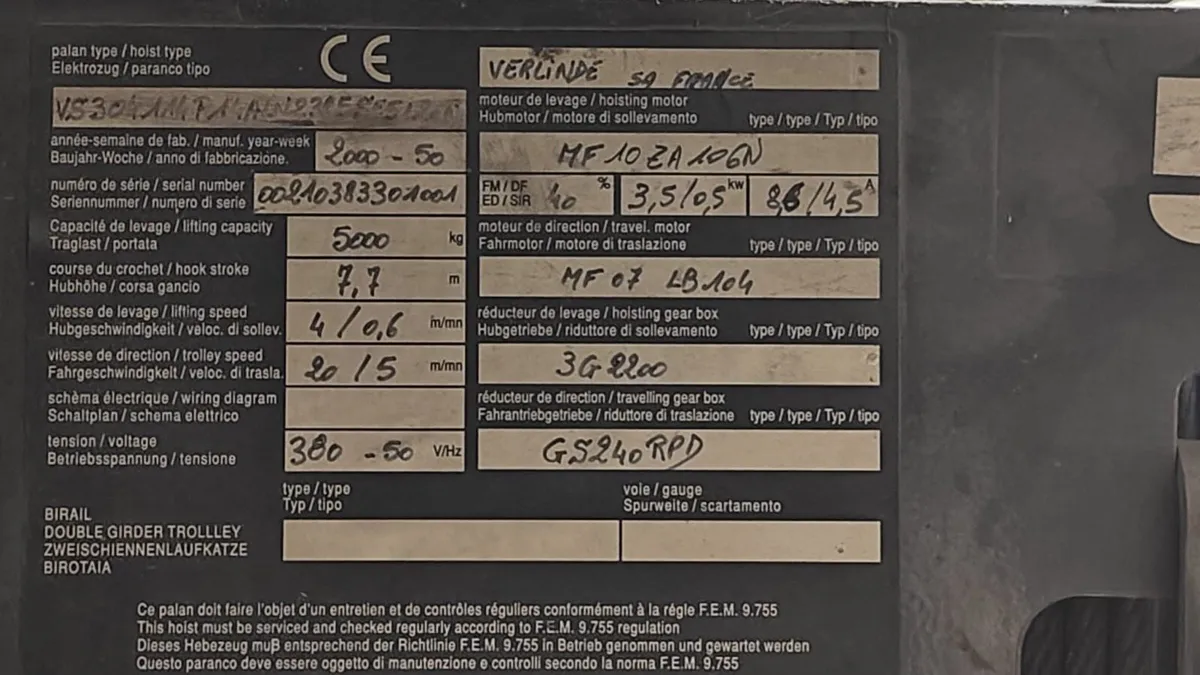 palan type / hoist type
Elektrozug / paranco tipo
CE
année-semaine de fab. / manuf. year-week
Baujahr-Woche / anno di fabbricazione.
2000 - 50
numéro de série / serial number
Seriennummer / numero di serie
00210383301001
Capacité de levage / lifting capacity
Traglast / portata
5000 kg
course du crochet / hook stroke
Hubhöhe / corsa gancio
7,7 m
vitesse de levage / lifting speed
Hubgeschwindigkeit / veloc. di sollev.
4 / 0,6 m/mn
vitesse de direction / trolley speed
Fahrgeschwindigkeit / veloc. di trasla.
20 / 5 m/mn
schèma électrique / wiring diagram
Schaltplan / schema elettrico
tension / voltage
Betriebsspannung / tensione
380 - 50 V/Hz
VERLINDE SA FRANCE
moteur de levage / hoisting motor
Hubmotor / motore di sollevamento type / type / Typ / tipo
MF 10 ZA 106N
FM / DF
ED / SIR
40 %
3,5/0,5 kw
8,6/4,5 A
moteur de direction / travel. motor
Fahrmotor / motore di traslazione type / type / Typ / tipo
MF 07 LB104
réducteur de levage / hoisting gear box
Hubgetriebe / riduttore di sollevamento type / type / Typ / tipo
3G2200
réducteur de direction / travelling gear box
Fahrantriebgetriebe / riduttore di traslazione type / type / Typ / tipo
GS240RPD
BIRAIL
DOUBLE GIRDER TROLLLEY
ZWEISCHIENNENLAUFKATZE
BIROTAIA
type / type
Typ / tipo
voie / gauge
Spurweite / scartamento
Ce palan doit faire l'objet d'un entretien et de contrôles réguliers conformément à la régle F.E.M. 9.755
This hoist must be serviced and checked regularly according to F.E.M. 9.755 regulation
Dieses Hebezeug muβ entsprechend der Richtlinie F.E.M. 9.755 in Betrieb genommen und gewartet werden
Questo paranco deve essere oggetto di manutenzione e controlli secondo la norma F.E.M. 9.755